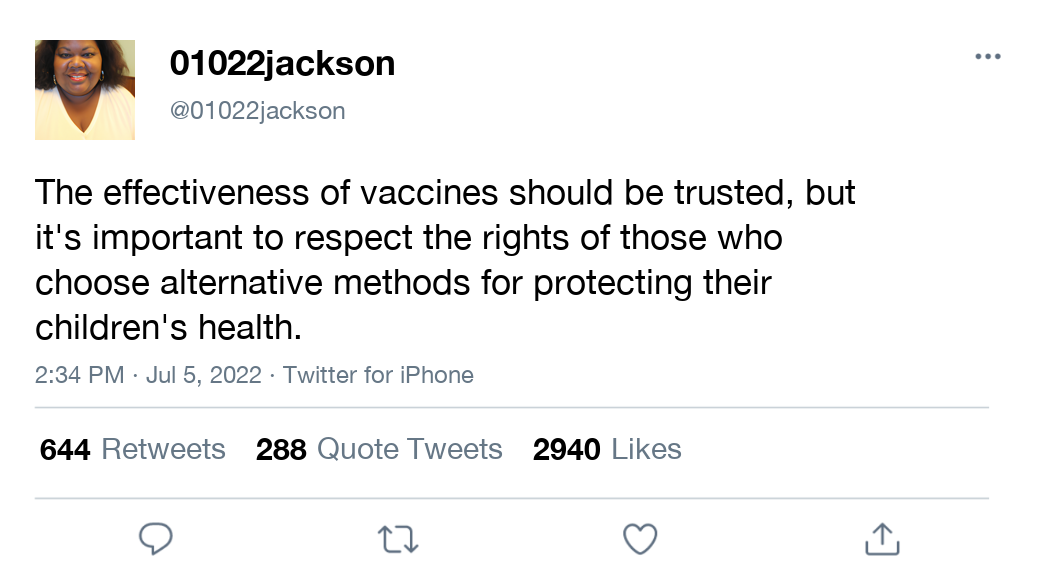 01022jackson
@01022jackson
The effectiveness of vaccines should be trusted, but
it's important to respect the rights of those who
choose alternative methods for protecting their
children's health.
2:34 PM · Jul 5, 2022 · Twitter for iPhone
644 Retweets 288 Quote Tweets 2940 Likes